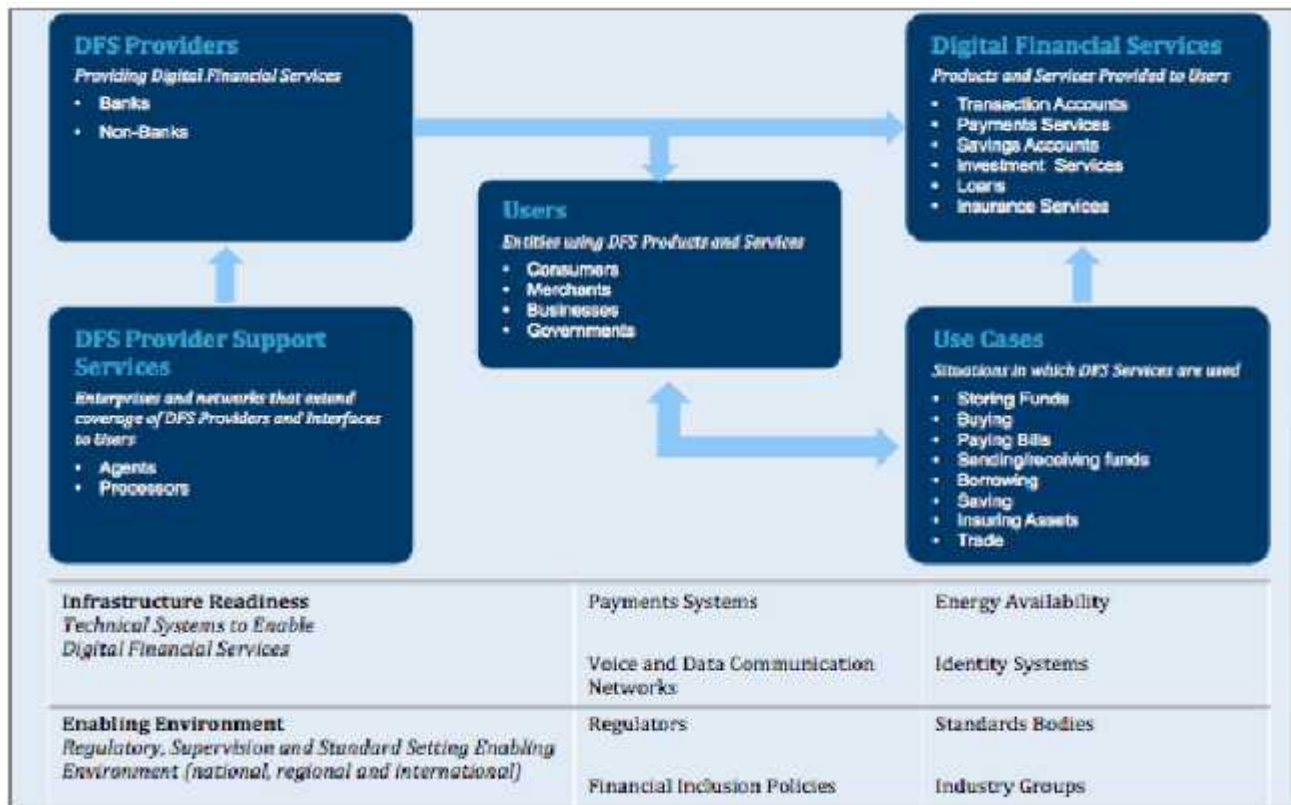 DFS Providers
Providing Digital Financial Services
• Banks
• Non-Banks
Digital Financial Services
Products and Services Provided to Users
• Transaction Accounts
• Payments Services
• Savings Accounts
• Investment Services
• Loans
• Insurance Services
Users
Entities using DFS Products and Services
• Consumers
• Merchants
• Businesses
• Governments
DFS Provider Support
Services
Enterprises and networks that extend
coverage of DFS Providers and Interfaces
to Users
• Agents
• Processors
Use Cases
Situations in which DFS Services are used
• Storing Funds
• Buying
• Paying Bills
• Sending/receiving funds
• Borrowing
• Saving
• Insuring Assets
• Trade
Infrastructure Readiness
Technical Systems to Enable
Digital Financial Services
Payments Systems
Energy Availability
Voice and Data Communication
Networks
Identity Systems
Enabling Environment
Regulatory, Supervision and Standard Setting Enabling
Environment (national, regional and international)
Regulators
Standards Bodies
Financial Inclusion Policies
Industry Groups